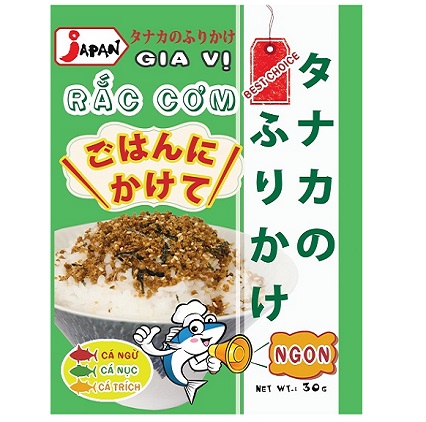 JAPAN
タナカのふりかけ
GIA VỊ
RẮC CƠM
BEST CHOICE
ごはんに
かけて
タナカの
ふりかけ
CÁ NGỪ
CÁ NỤC
CÁ TRÍCH
NGON
NET WT.: 30G